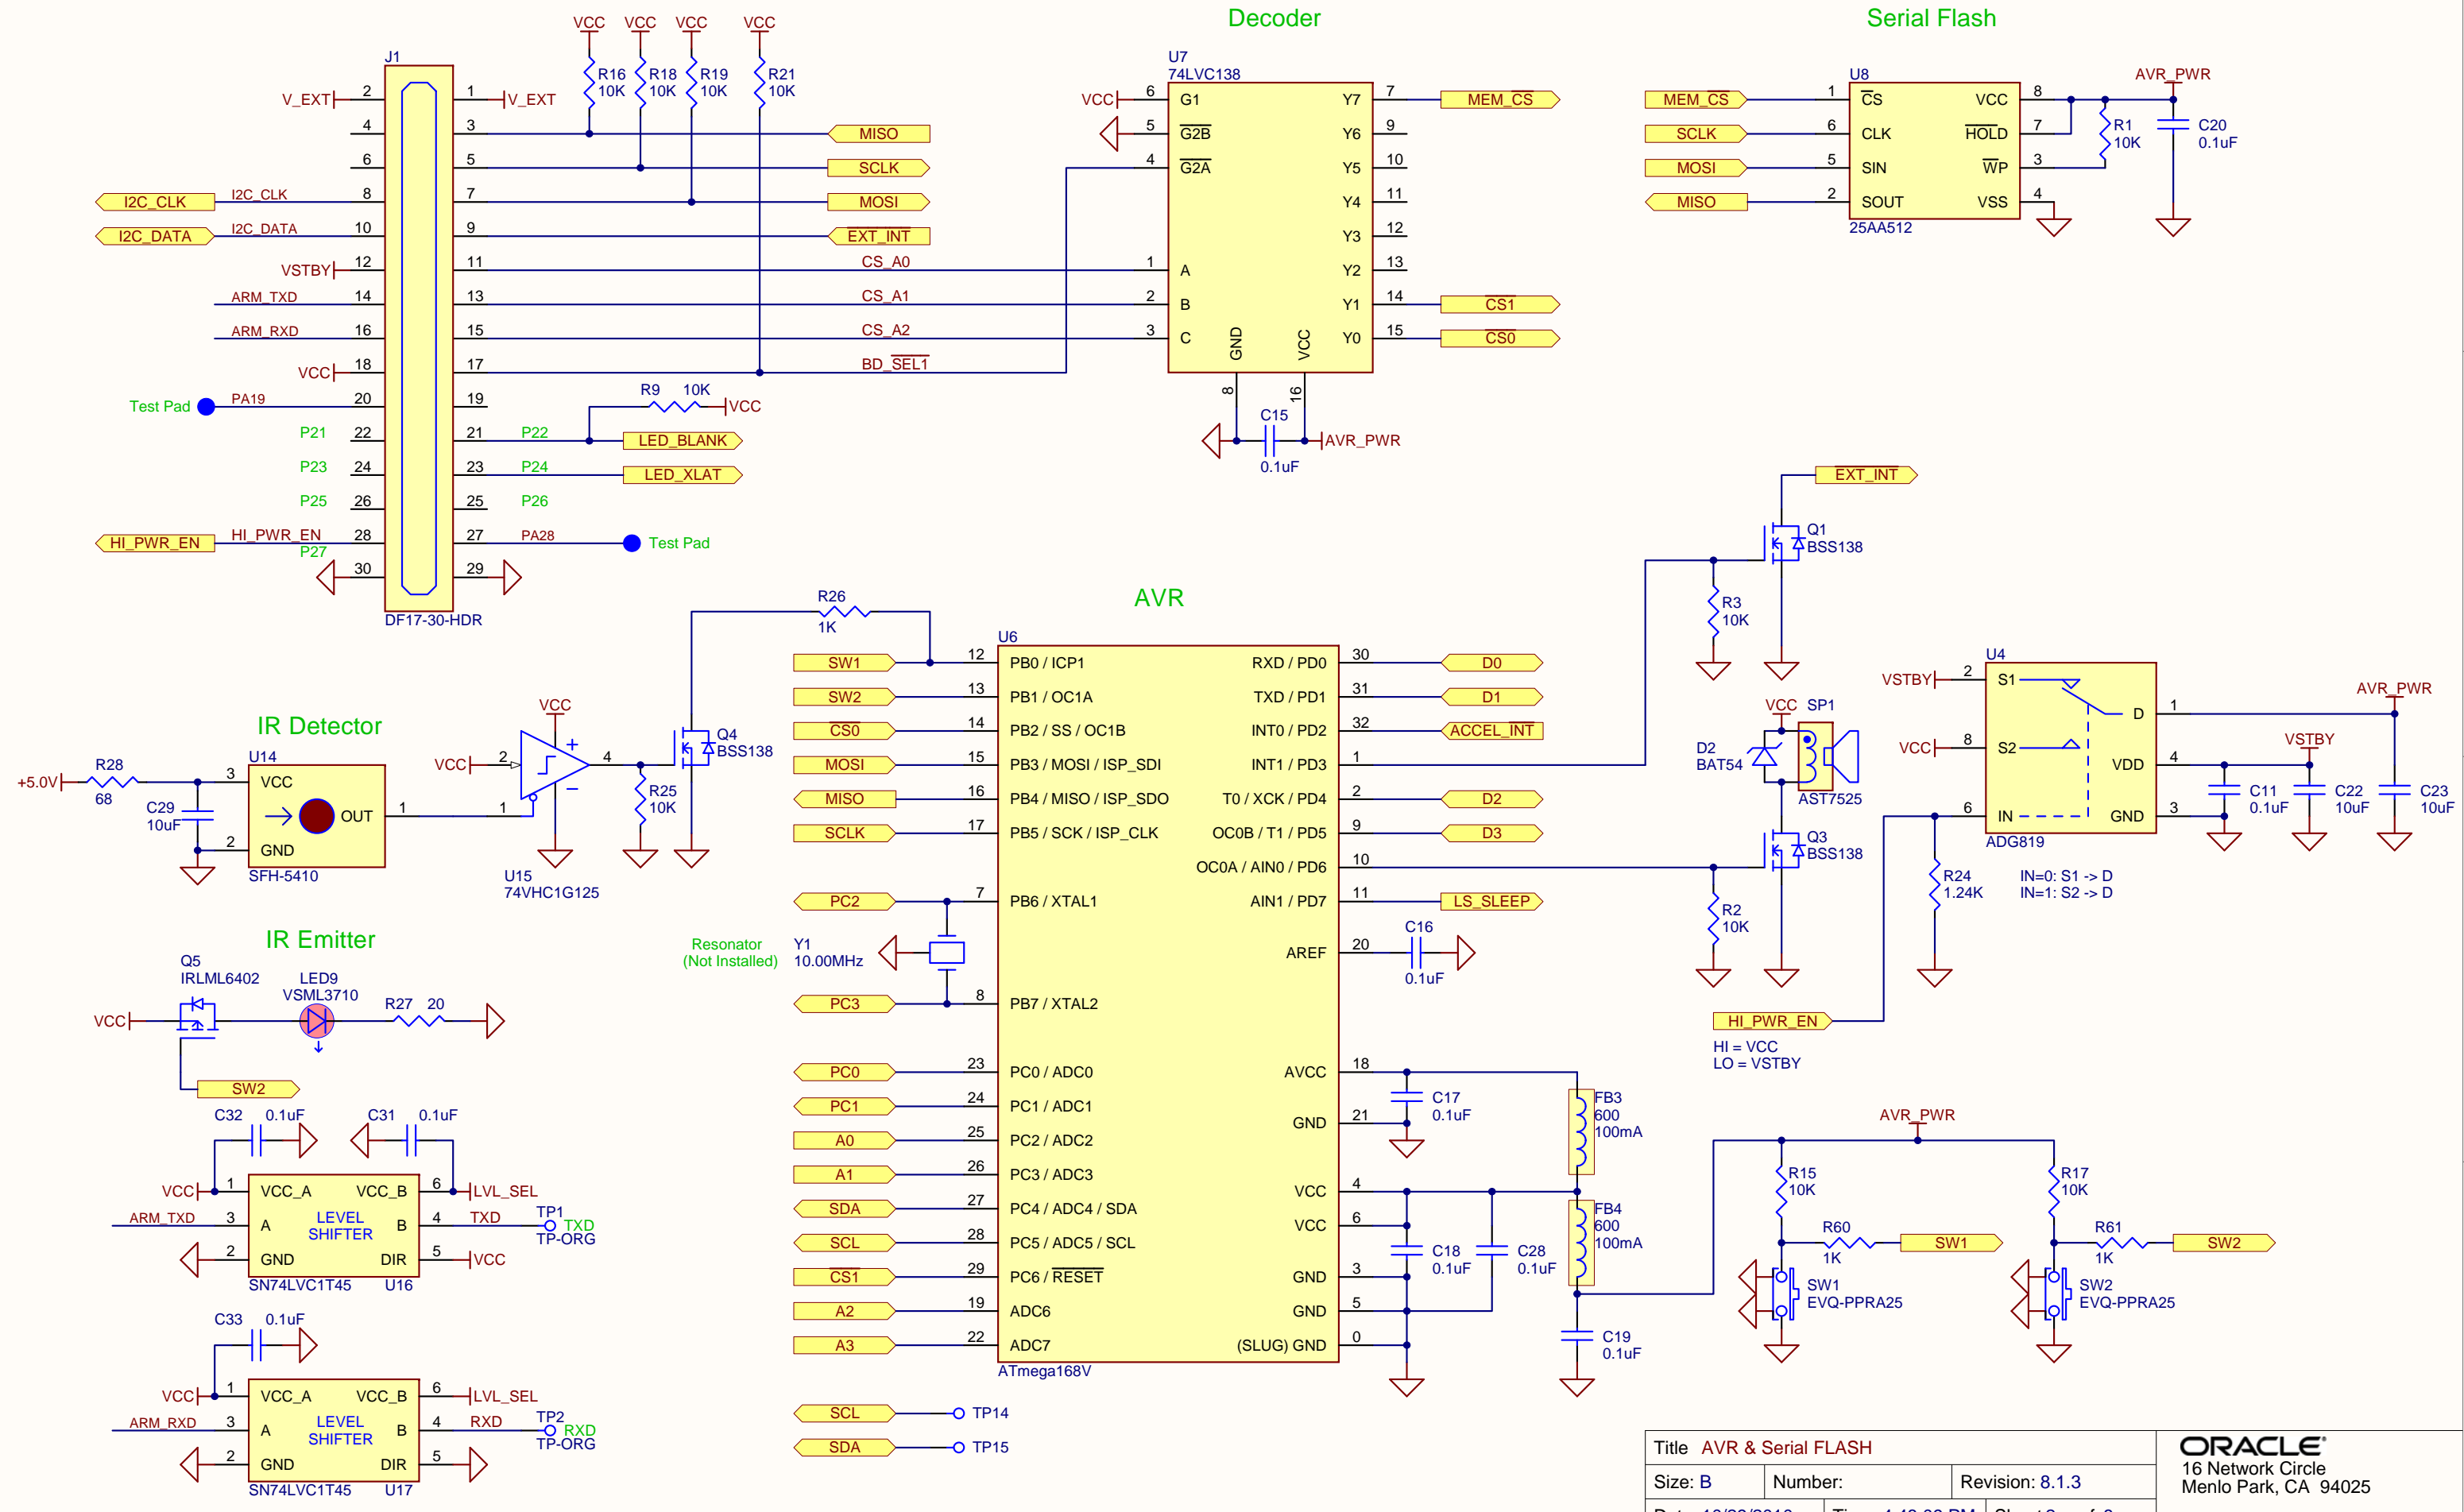 Decoder
Serial Flash
VCC
VCC
VCC
VCC
R16
10K
R18
10K
R19
10K
R21
10K
J1
V_EXT 2
1 V_EXT
4
3 MISO
6
5 SCLK
I2C_CLK I2C_CLK 8
7 MOSI
I2C_DATA I2C_DATA 10
9 EXT_INT
VSTBY 12
11 CS_A0
ARM_TXD 14
13 CS_A1
ARM_RXD 16
15 CS_A2
VCC 18
17 BD_SEL1
Test Pad PA19 20
19
R9 10K VCC
P21 22
21 P22 LED_BLANK
P23 24
23 P24 LED_XLAT
P25 26
25 P26
HI_PWR_EN HI_PWR_EN 28
P27
27 PA28 Test Pad
30
29
DF17-30-HDR
U7
74LVC138
VCC 6 G1
5 G2B
4 G2A
1 A
2 B
3 C
Y7 7 MEM_CS
Y6 9
Y5 10
Y4 11
Y3 12
Y2 13
Y1 14 CS1
Y0 15 CS0
GND
VCC
8
16
C15
0.1uF
AVR_PWR
U8
MEM_CS 1 CS
SCLK 6 CLK
MOSI 5 SIN
MISO 2 SOUT
VCC 8
HOLD 7
WP 3
VSS 4
25AA512
AVR_PWR
R1
10K
C20
0.1uF
EXT_INT
Q1
BSS138
R3
10K
R26
1K
AVR
U6
SW1 12 PB0 / ICP1
SW2 13 PB1 / OC1A
CS0 14 PB2 / SS / OC1B
MOSI 15 PB3 / MOSI / ISP_SDI
MISO 16 PB4 / MISO / ISP_SDO
SCLK 17 PB5 / SCK / ISP_CLK
PC2 7 PB6 / XTAL1
Resonator
(Not Installed)
Y1
10.00MHz
PC3 8 PB7 / XTAL2
PC0 23 PC0 / ADC0
PC1 24 PC1 / ADC1
A0 25 PC2 / ADC2
A1 26 PC3 / ADC3
SDA 27 PC4 / ADC4 / SDA
SCL 28 PC5 / ADC5 / SCL
CS1 29 PC6 / RESET
A2 19 ADC6
A3 22 ADC7
ATmega168V
RXD / PD0 30 D0
TXD / PD1 31 D1
INT0 / PD2 32 ACCEL_INT
INT1 / PD3 1
T0 / XCK / PD4 2 D2
OC0B / T1 / PD5 9 D3
OC0A / AIN0 / PD6 10
AIN1 / PD7 11 LS_SLEEP
AREF 20
C16
0.1uF
AVCC 18
C17
0.1uF
GND 21
VCC 4
VCC 6
C18
0.1uF
C28
0.1uF
GND 3
GND 5
(SLUG) GND 0
FB3
600
100mA
FB4
600
100mA
C19
0.1uF
SCL TP14
SDA TP15
IR Detector
+5.0V
R28
68
C29
10uF
U14
3 VCC
OUT 1
2 GND
SFH-5410
VCC
VCC 2
1
4
U15
74VHC1G125
R25
10K
Q4
BSS138
IR Emitter
Q5
IRLML6402
LED9
VSML3710
R27 20
VCC
SW2
C32 0.1uF
C31 0.1uF
VCC 1 VCC_A VCC_B 6 LVL_SEL
ARM_TXD 3 A LEVEL SHIFTER B 4 TXD TP1 TXD
TP-ORG
2 GND DIR 5 VCC
SN74LVC1T45 U16
C33 0.1uF
VCC 1 VCC_A VCC_B 6 LVL_SEL
ARM_RXD 3 A LEVEL SHIFTER B 4 RXD TP2 RXD
TP-ORG
2 GND DIR 5
SN74LVC1T45 U17
VCC SP1
D2
BAT54
AST7525
Q3
BSS138
R2
10K
U4
VSTBY 2 S1
VCC 8 S2
6 IN
D 1
VDD 4
GND 3
ADG819
AVR_PWR
VSTBY
C11
0.1uF
C22
10uF
C23
10uF
R24
1.24K
IN=0: S1 -> D
IN=1: S2 -> D
HI_PWR_EN
HI = VCC
LO = VSTBY
AVR_PWR
R15
10K
R17
10K
R60
1K
SW1
R61
1K
SW2
SW1
EVQ-PPRA25
SW2
EVQ-PPRA25
Title AVR & Serial FLASH
Size: B Number: Revision: 8.1.3
ORACLE
16 Network Circle
Menlo Park, CA 94025